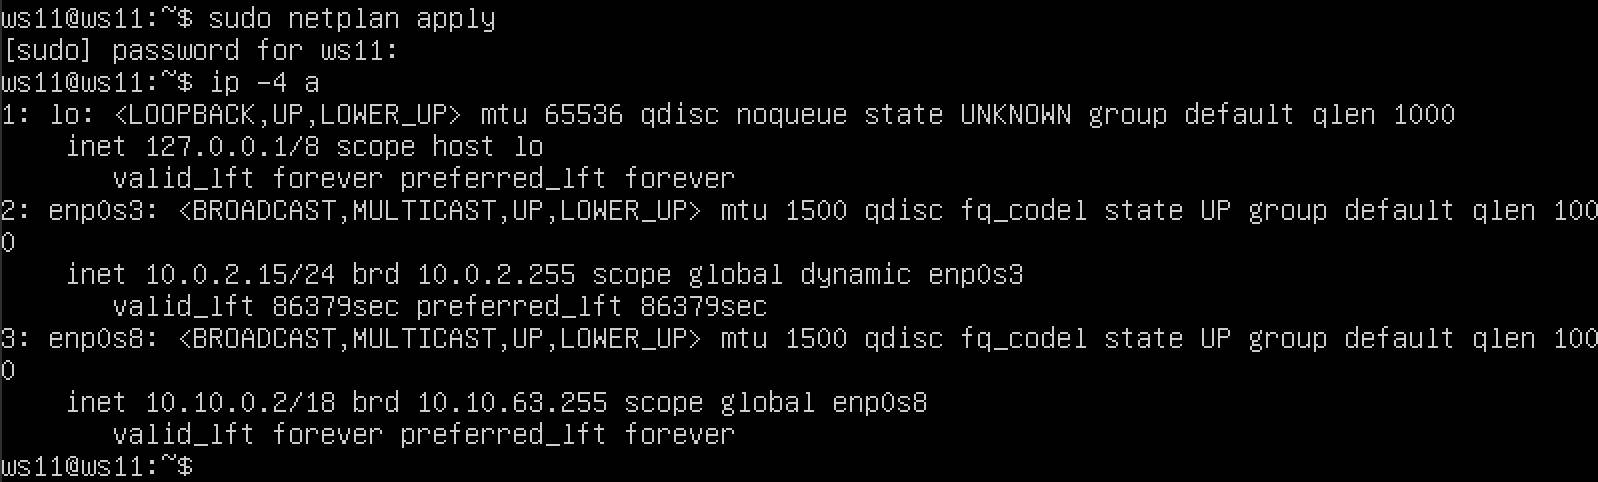 ws11@ws11:~$ sudo netplan apply
[sudo] password for ws11:
ws11@ws11:~$ ip -4 a
1: lo: <LOOPBACK,UP,LOWER_UP> mtu 65536 qdisc noqueue state UNKNOWN group default qlen 1000
    inet 127.0.0.1/8 scope host lo
       valid_lft forever preferred_lft forever
2: enp0s3: <BROADCAST,MULTICAST,UP,LOWER_UP> mtu 1500 qdisc fq_codel state UP group default qlen 100
0
    inet 10.0.2.15/24 brd 10.0.2.255 scope global dynamic enp0s3
       valid_lft 86379sec preferred_lft 86379sec
3: enp0s8: <BROADCAST,MULTICAST,UP,LOWER_UP> mtu 1500 qdisc fq_codel state UP group default qlen 100
0
    inet 10.10.0.2/18 brd 10.10.63.255 scope global enp0s8
       valid_lft forever preferred_lft forever
ws11@ws11:~$